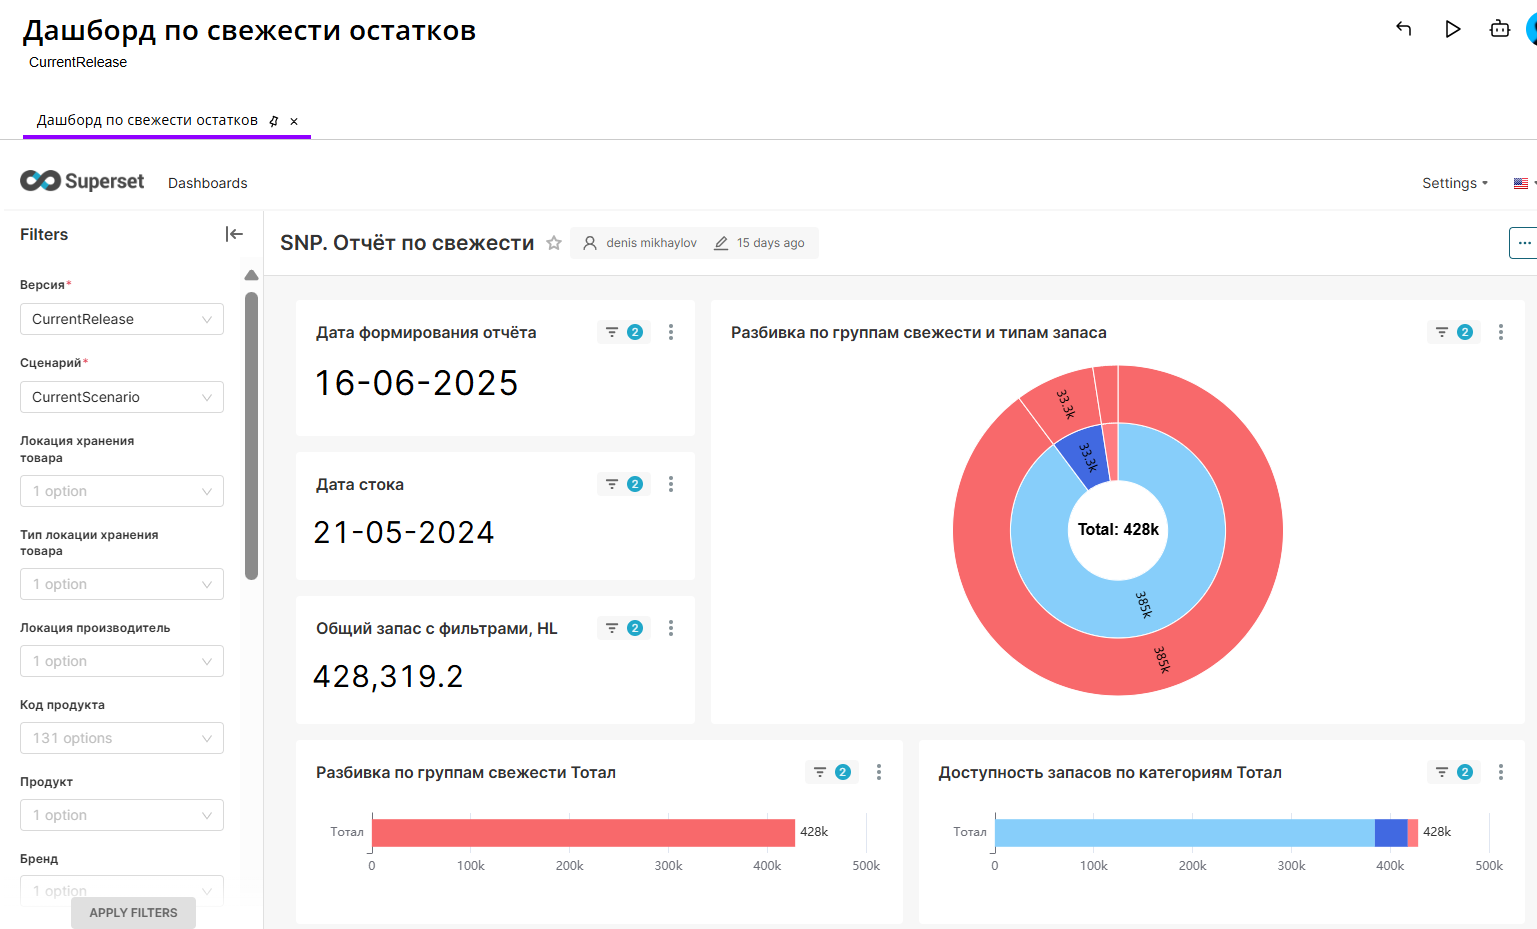 Дашборд по свежести остатков
CurrentRelease
Дашборд по свежести остатков
Superset
Dashboards
Settings
Filters
SNP. Отчёт по свежести
denis mikhaylov
15 days ago
Версия*
CurrentRelease
Сценарий*
CurrentScenario
Локация хранения
товара
1 option
Тип локации хранения
товара
1 option
Локация производитель
1 option
Код продукта
131 options
Продукт
1 option
Бренд
1 option
APPLY FILTERS
Дата формирования отчёта
2
16-06-2025
Дата стока
2
21-05-2024
Общий запас с фильтрами, HL
2
428,319.2
Разбивка по группам свежести и типам запаса
2
33.3k
33.3k
Total: 428k
385k
385k
Разбивка по группам свежести Тотал
2
Тотал
428k
0
100k
200k
300k
400k
500k
Доступность запасов по категориям Тотал
2
Тотал
428k
0
100k
200k
300k
400k
500k